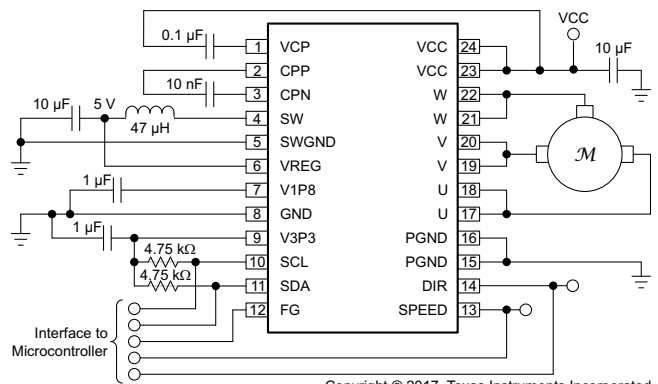 VCC
0.1 µF
10 µF
1 VCP VCC 24
2 CPP VCC 23
10 nF
3 CPN W 22
10 µF 5 V
47 µH
4 SW W 21
5 SWGND V 20
M
6 VREG V 19
1 µF
7 V1P8 U 18
8 GND U 17
1 µF
9 V3P3 PGND 16
4.75 kΩ
10 SCL PGND 15
4.75 kΩ
11 SDA DIR 14
12 FG SPEED 13
Interface to
Microcontroller
Copyright © 2017, Texas Instruments Incorporated